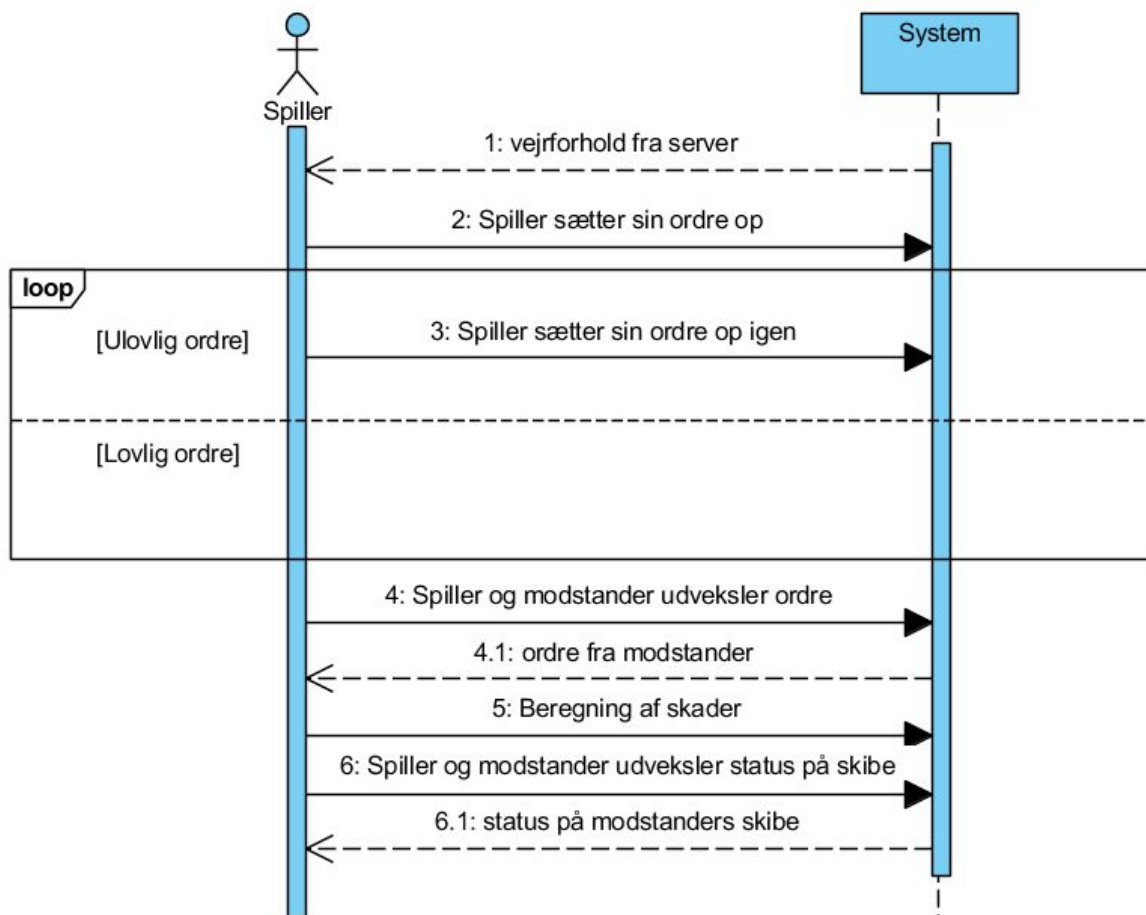 System
Spiller
1: vejrforhold fra server
2: Spiller sætter sin ordre op
loop
[Ulovlig ordre]
3: Spiller sætter sin ordre op igen
[Lovlig ordre]
4: Spiller og modstander udveksler ordre
4.1: ordre fra modstander
5: Beregning af skader
6: Spiller og modstander udveksler status på skibe
6.1: status på modstanders skibe